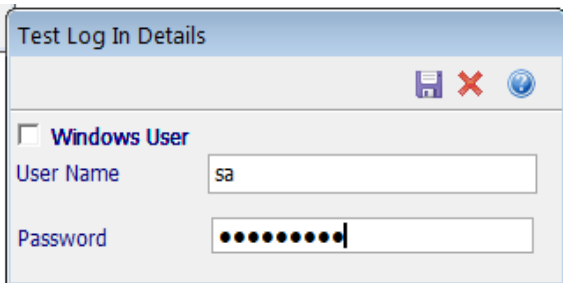 Test Log In Details
Windows User
User Name sa
Password •••••••••